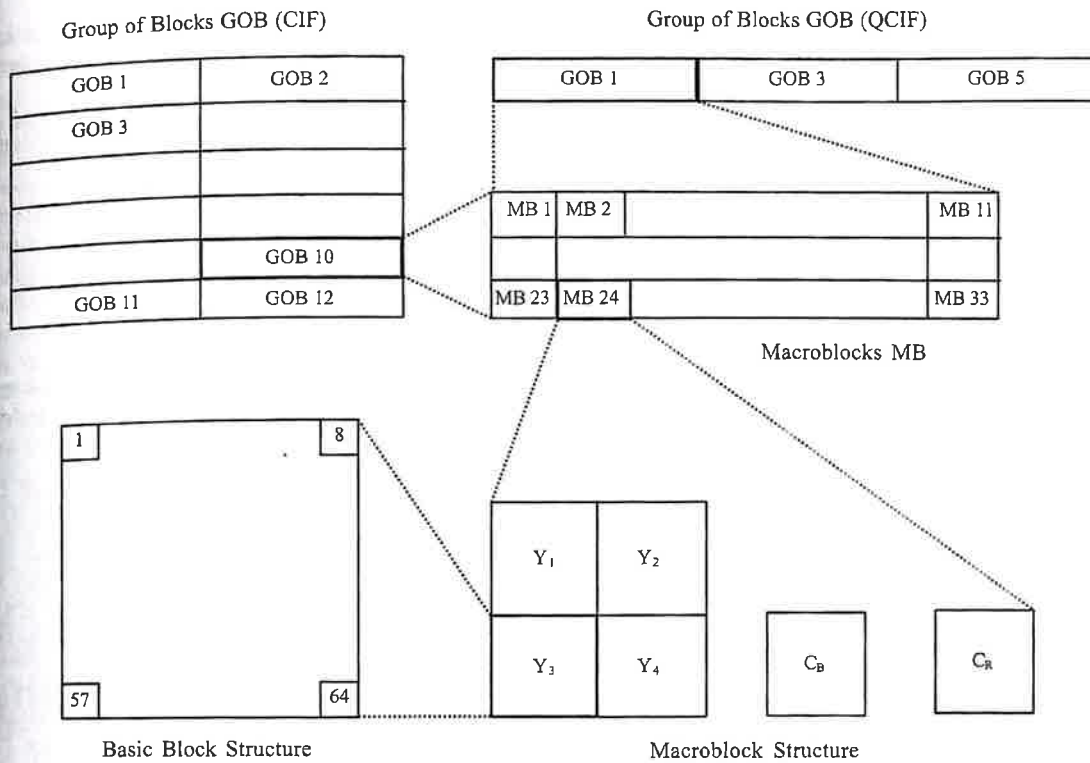 Group of Blocks GOB (CIF)
Group of Blocks GOB (QCIF)
GOB 1 GOB 2
GOB 3
GOB 10
GOB 11 GOB 12
GOB 1 GOB 3 GOB 5
MB 1 MB 2 MB 11
MB 23 MB 24 MB 33
Macroblocks MB
1 8
57 64
Basic Block Structure
Y₁ Y₂
Y₃ Y₄
C_B C_R
Macroblock Structure